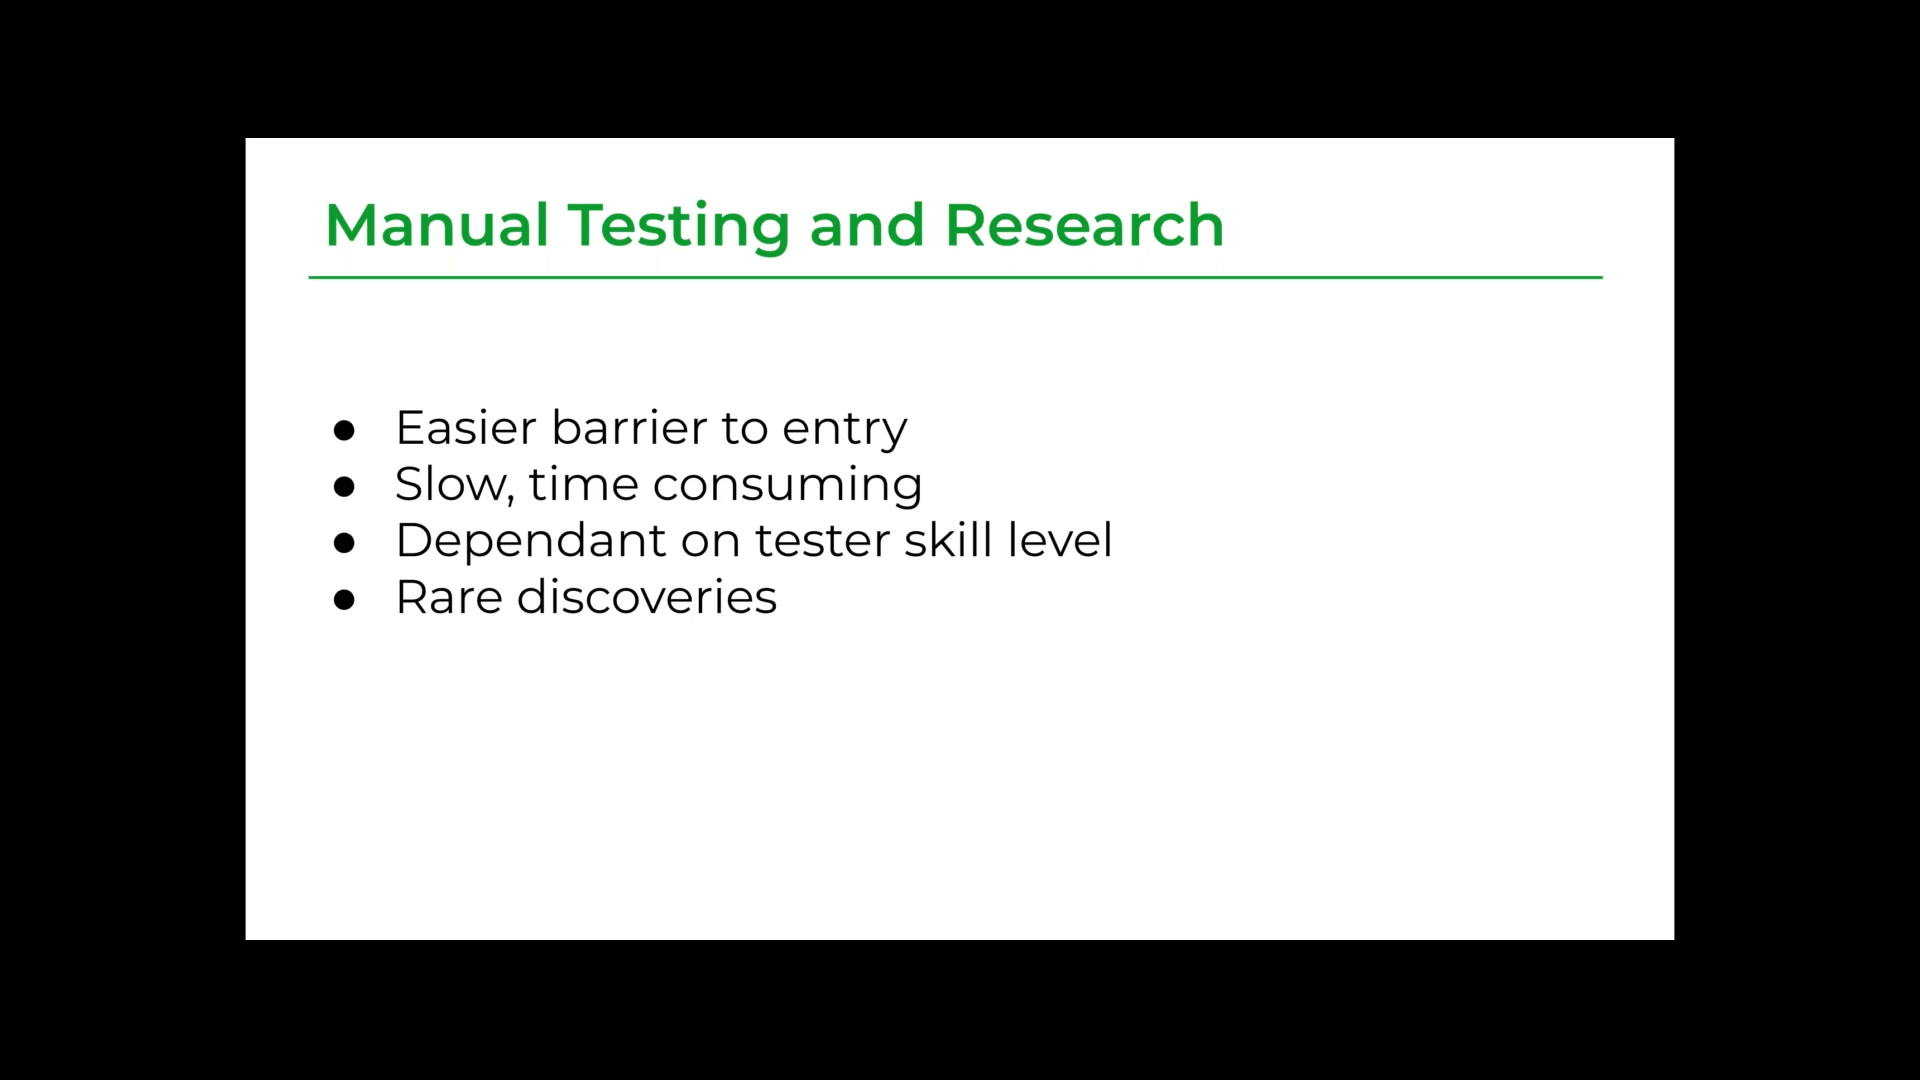 Manual Testing and Research
● Easier barrier to entry
● Slow, time consuming
● Dependant on tester skill level
● Rare discoveries